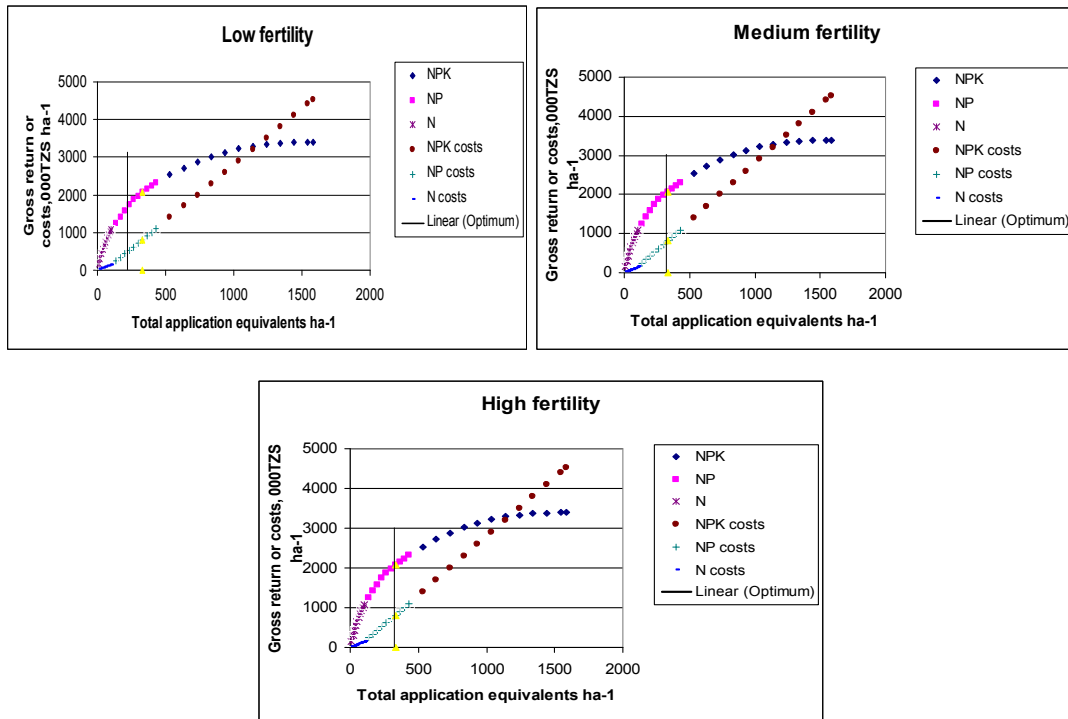 Low fertility
Gross return or
costs,000TZS ha-1
5000
4000
3000
2000
1000
0
0 500 1000 1500 2000
Total application equivalents ha-1
NPK
NP
N
NPK costs
NP costs
N costs
Linear (Optimum)
Medium fertility
Gross return or costs,000TZS
ha-1
5000
4000
3000
2000
1000
0
0 500 1000 1500 2000
Total application equivalents ha-1
NPK
NP
N
NPK costs
NP costs
N costs
Linear (Optimum)
High fertility
Gross return or costs, 000TZS
ha-1
5000
4000
3000
2000
1000
0
0 500 1000 1500 2000
Total application equivalents ha-1
NPK
NP
N
NPK costs
NP costs
N costs
Linear (Optimum)